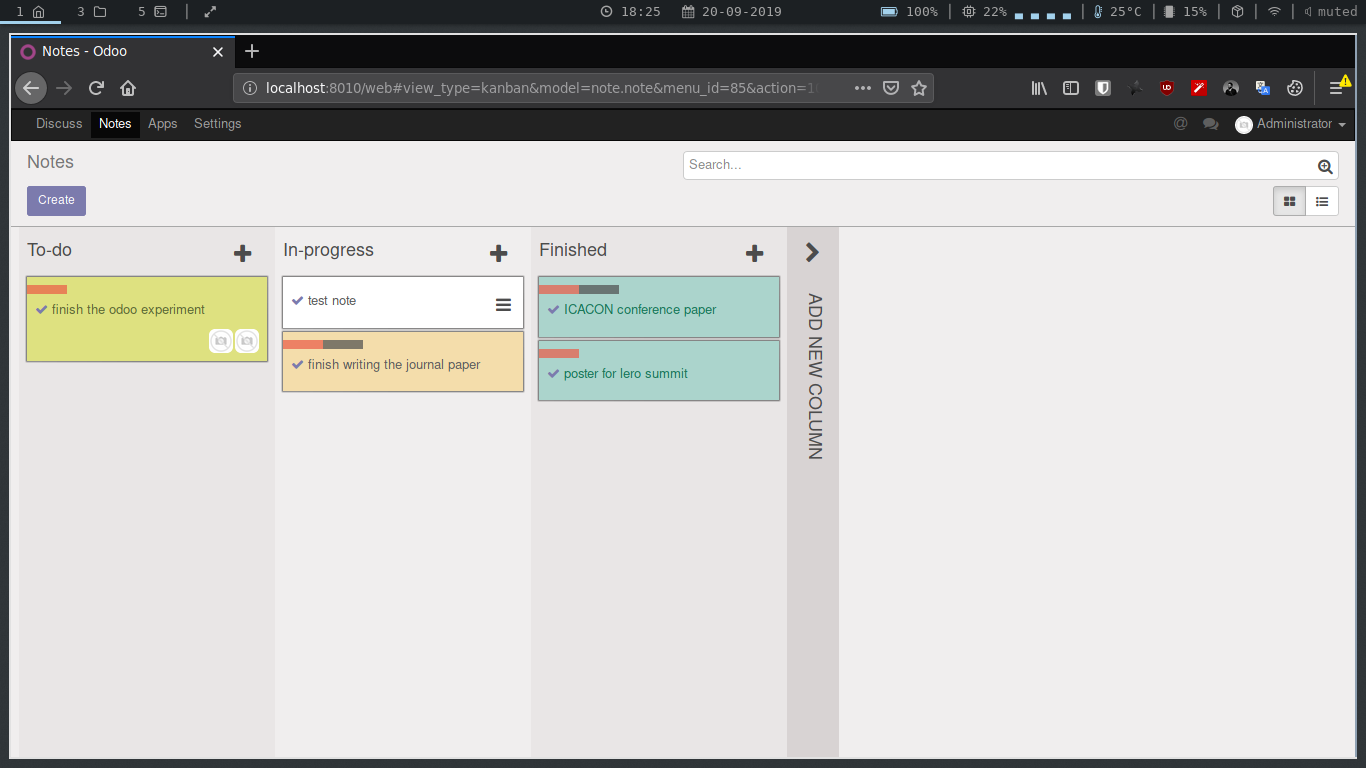 1 3 5 18:25 20-09-2019 100% 22% 25°C 15% muted
Notes - Odoo
localhost:8010/web#view_type=kanban&model=note.note&menu_id=85&action=1
Discuss Notes Apps Settings @ Administrator
Notes
Search...
Create
To-do
In-progress
Finished
finish the odoo experiment
test note
finish writing the journal paper
ICACON conference paper
poster for lero summit
ADD NEW COLUMN